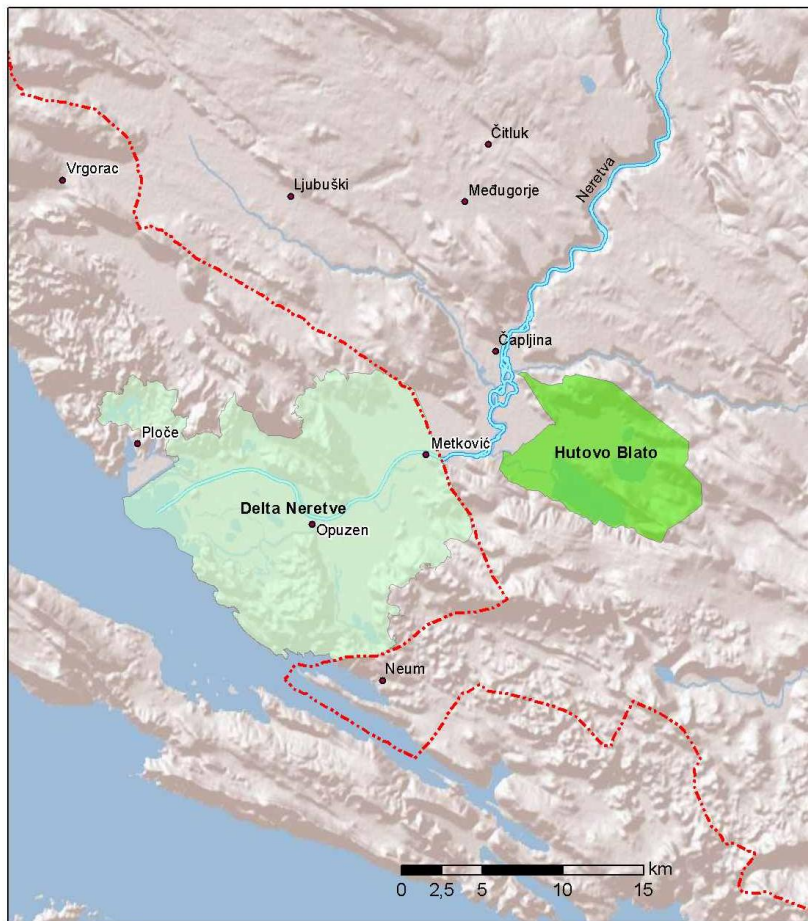 Čitluk
Vrgorac
Ljubuški
Međugorje
Neretva
Čapljina
Ploče
Metković
Hutovo Blato
Delta Neretve
Opuzen
Neum
km
0 2,5 5 10 15